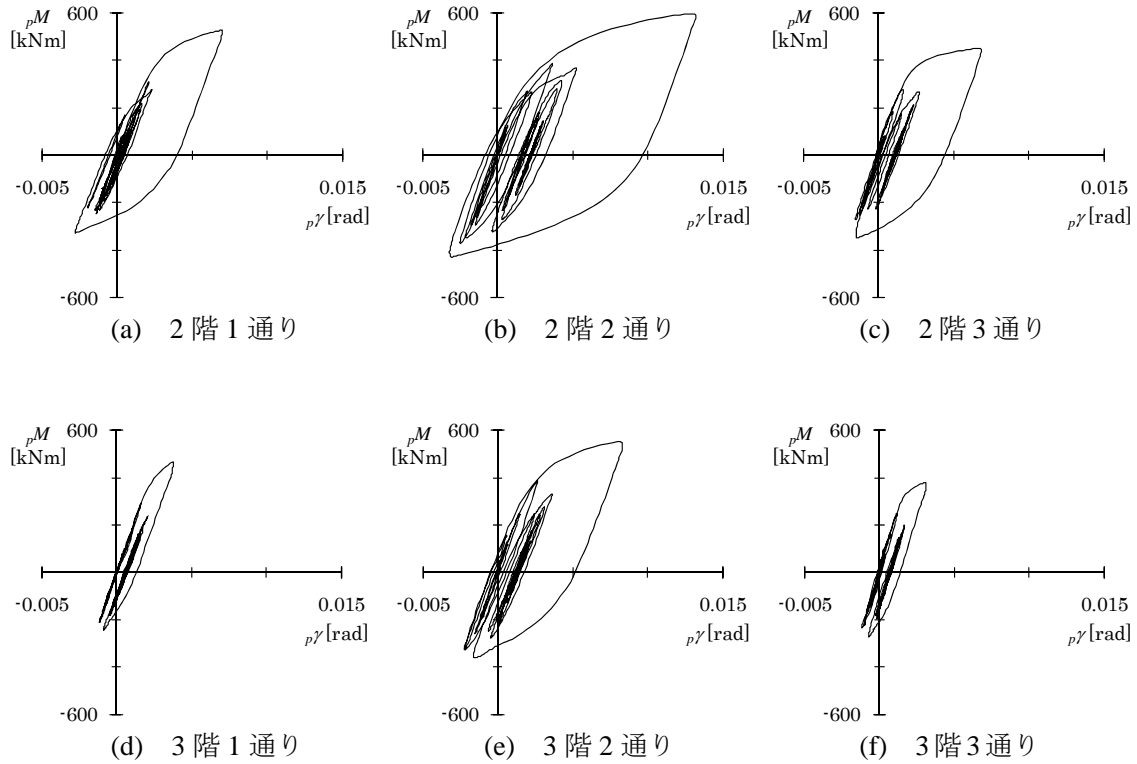 600
pM
[kNm]
-0.005
0.015
pγ [rad]
-600
(a) 2階1通り
600
pM
[kNm]
-0.005
0.015
pγ [rad]
-600
(b) 2階2通り
600
pM
[kNm]
-0.005
0.015
pγ [rad]
-600
(c) 2階3通り
600
pM
[kNm]
-0.005
0.015
pγ [rad]
-600
(d) 3階1通り
600
pM
[kNm]
-0.005
0.015
pγ [rad]
-600
(e) 3階2通り
600
pM
[kNm]
-0.005
0.015
pγ [rad]
-600
(f) 3階3通り